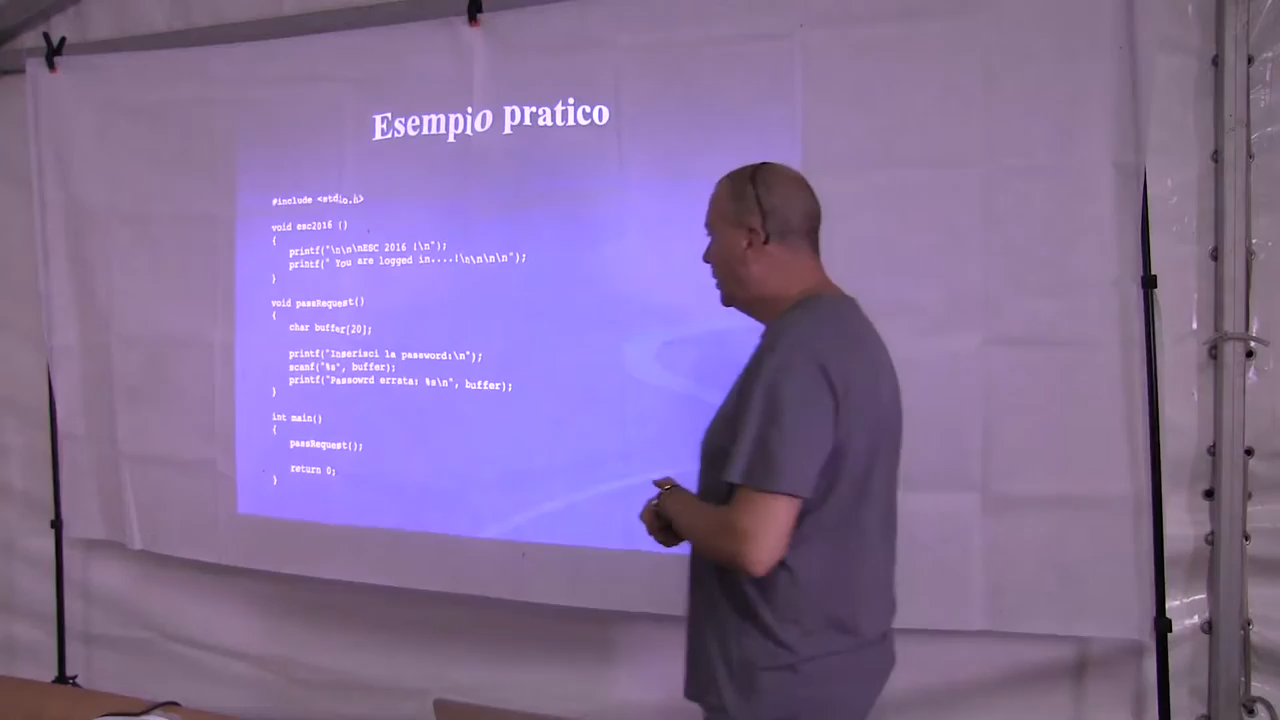 Esempio pratico
#include <stdio.h>
void esc2016 ()
{
printf("\n\n\nESC 2016 !\n");
printf(" You are logged in....!\n\n\n\n");
}
void passRequest()
{
char buffer[20];
printf("Inserisci la password:\n");
scanf("%s", buffer);
printf("Passowrd errata: %s\n", buffer);
}
int main()
{
passRequest();
return 0;
}